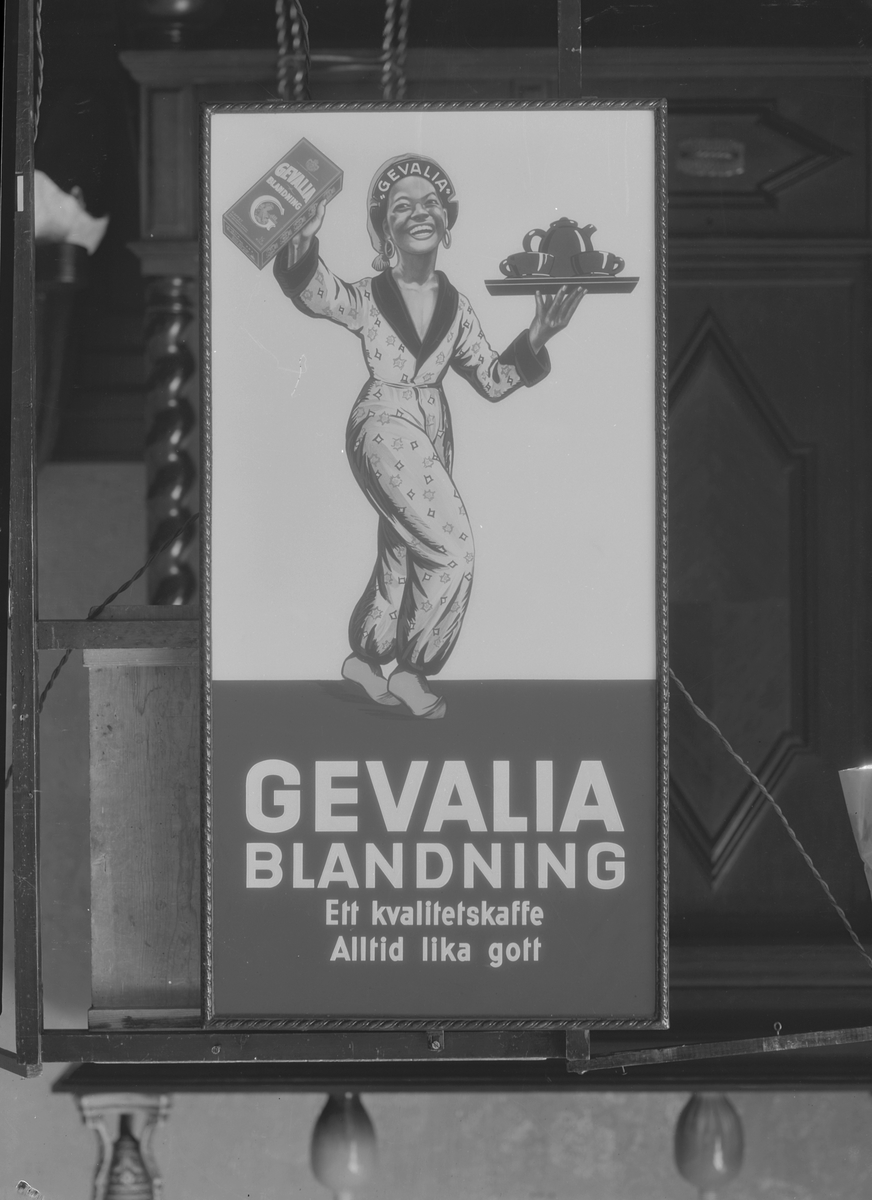 GEVALIA
BLANDNING
GEVALIA
GEVALIA
BLANDNING
Ett kvalitetskaffe
Alltid lika gott